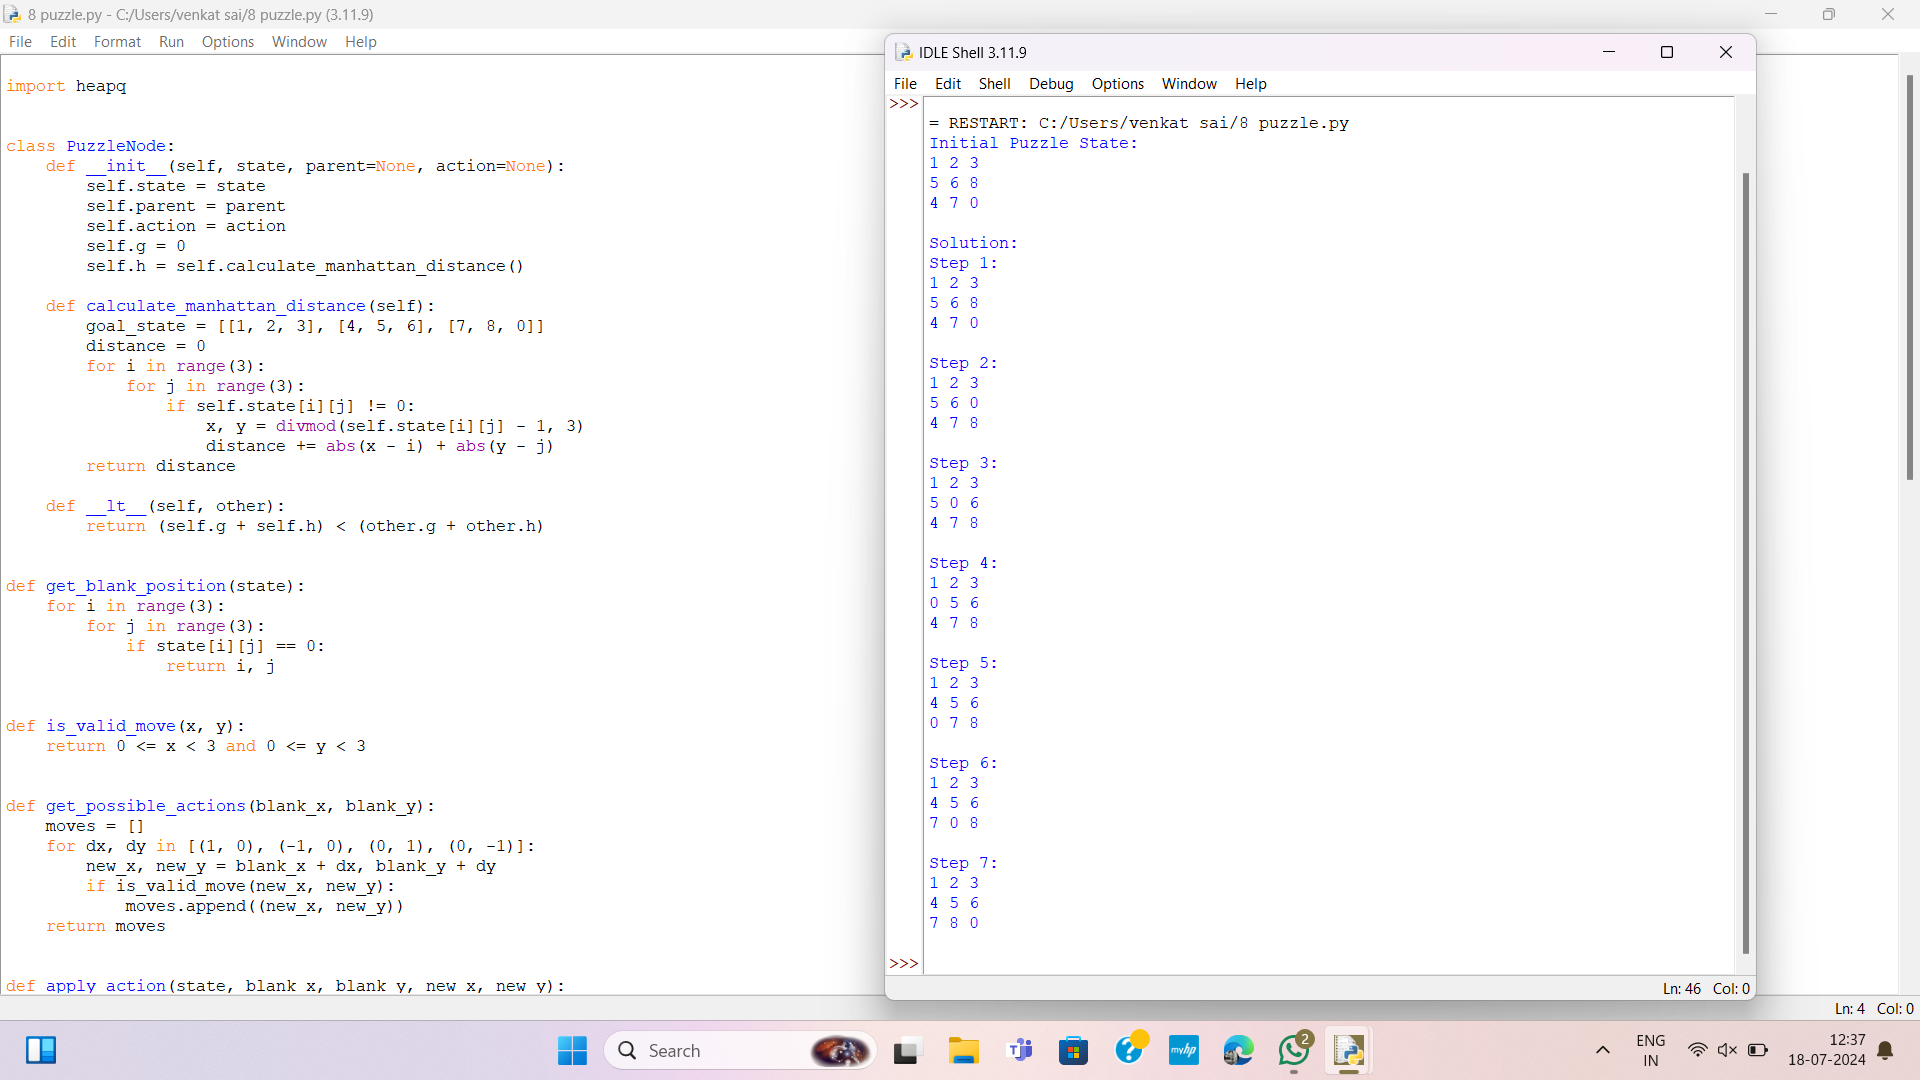 8 puzzle.py - C:/Users/venkat sai/8 puzzle.py (3.11.9)
File Edit Format Run Options Window Help
import heapq
class PuzzleNode:
    def __init__(self, state, parent=None, action=None):
        self.state = state
        self.parent = parent
        self.action = action
        self.g = 0
        self.h = self.calculate_manhattan_distance()
    def calculate_manhattan_distance(self):
        goal_state = [[1, 2, 3], [4, 5, 6], [7, 8, 0]]
        distance = 0
        for i in range(3):
            for j in range(3):
                if self.state[i][j] != 0:
                    x, y = divmod(self.state[i][j] - 1, 3)
                    distance += abs(x - i) + abs(y - j)
        return distance
    def __lt__(self, other):
        return (self.g + self.h) < (other.g + other.h)
def get_blank_position(state):
    for i in range(3):
        for j in range(3):
            if state[i][j] == 0:
                return i, j
def is_valid_move(x, y):
    return 0 <= x < 3 and 0 <= y < 3
def get_possible_actions(blank_x, blank_y):
    moves = []
    for dx, dy in [(1, 0), (-1, 0), (0, 1), (0, -1)]:
        new_x, new_y = blank_x + dx, blank_y + dy
        if is_valid_move(new_x, new_y):
            moves.append((new_x, new_y))
    return moves
def apply_action(state, blank_x, blank_y, new_x, new_y):
IDLE Shell 3.11.9
File Edit Shell Debug Options Window Help
>>>
= RESTART: C:/Users/venkat sai/8 puzzle.py
Initial Puzzle State:
1 2 3
5 6 8
4 7 0
Solution:
Step 1:
1 2 3
5 6 8
4 7 0
Step 2:
1 2 3
5 6 0
4 7 8
Step 3:
1 2 3
5 0 6
4 7 8
Step 4:
1 2 3
0 5 6
4 7 8
Step 5:
1 2 3
4 5 6
0 7 8
Step 6:
1 2 3
4 5 6
7 0 8
Step 7:
1 2 3
4 5 6
7 8 0
>>>
Ln: 46 Col: 0
Ln: 4 Col: 0
Search
myhp
2
ENG
IN
12:37
18-07-2024